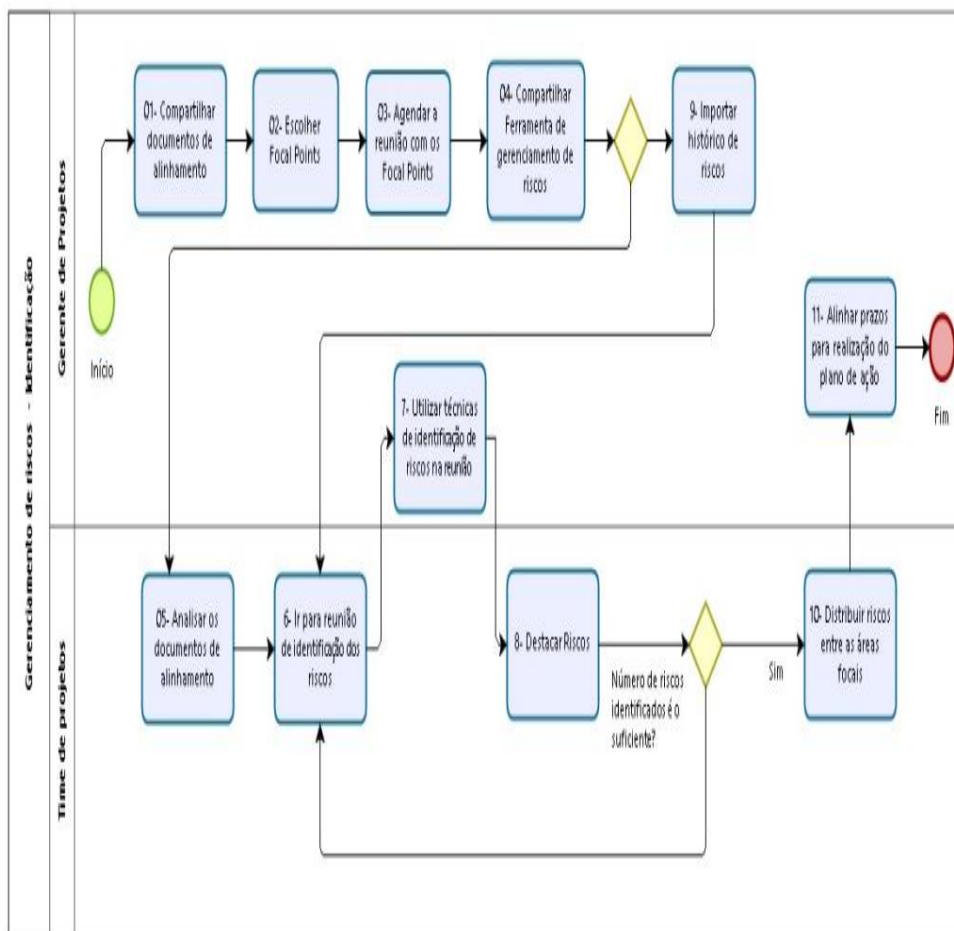 Gerenciamento de riscos - Identificação
Gerente de Projetos
Início
01- Compartilhar
documentos de
alinhamento
02- Escolher
Focal Points
03- Agendar a
reunião com os
Focal Points
04- Compartilhar
Ferramenta de
gerenciamento de
riscos
9- Importar
histórico de
riscos
7- Utilizar técnicas
de identificação de
riscos na reunião
11- Alinhar prazos
para realização do
plano de ação
Fim
Time de projetos
05- Analisar os
documentos de
alinhamento
6- Ir para reunião
de identificação dos
riscos
8- Destacar Riscos
Número de riscos
identificados é o
suficiente?
Sim
10- Distribuir riscos
entre as áreas
focais